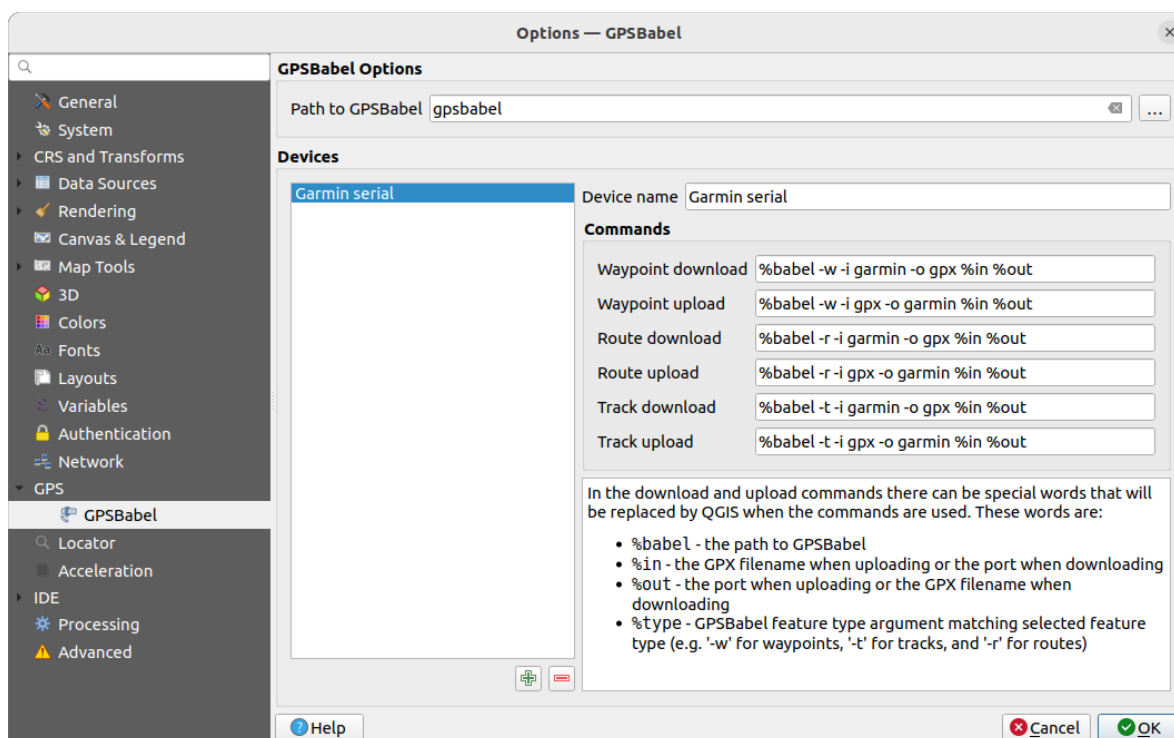 Options — GPSBabel
General
System
CRS and Transforms
Data Sources
Rendering
Canvas & Legend
Map Tools
3D
Colors
Aa Fonts
Layouts
ε Variables
Authentication
Network
GPS
GPSBabel
Locator
Acceleration
IDE
Processing
Advanced
GPSBabel Options
Path to GPSBabel gpsbabel ...
Devices
Garmin serial
Device name Garmin serial
Commands
Waypoint download %babel -w -i garmin -o gpx %in %out
Waypoint upload %babel -w -i gpx -o garmin %in %out
Route download %babel -r -i garmin -o gpx %in %out
Route upload %babel -r -i gpx -o garmin %in %out
Track download %babel -t -i garmin -o gpx %in %out
Track upload %babel -t -i gpx -o garmin %in %out
In the download and upload commands there can be special words that will
be replaced by QGIS when the commands are used. These words are:
• %babel - the path to GPSBabel
• %in - the GPX filename when uploading or the port when downloading
• %out - the port when uploading or the GPX filename when
downloading
• %type - GPSBabel feature type argument matching selected feature
type (e.g. '-w' for waypoints, '-t' for tracks, and '-r' for routes)
Help
Cancel
OK